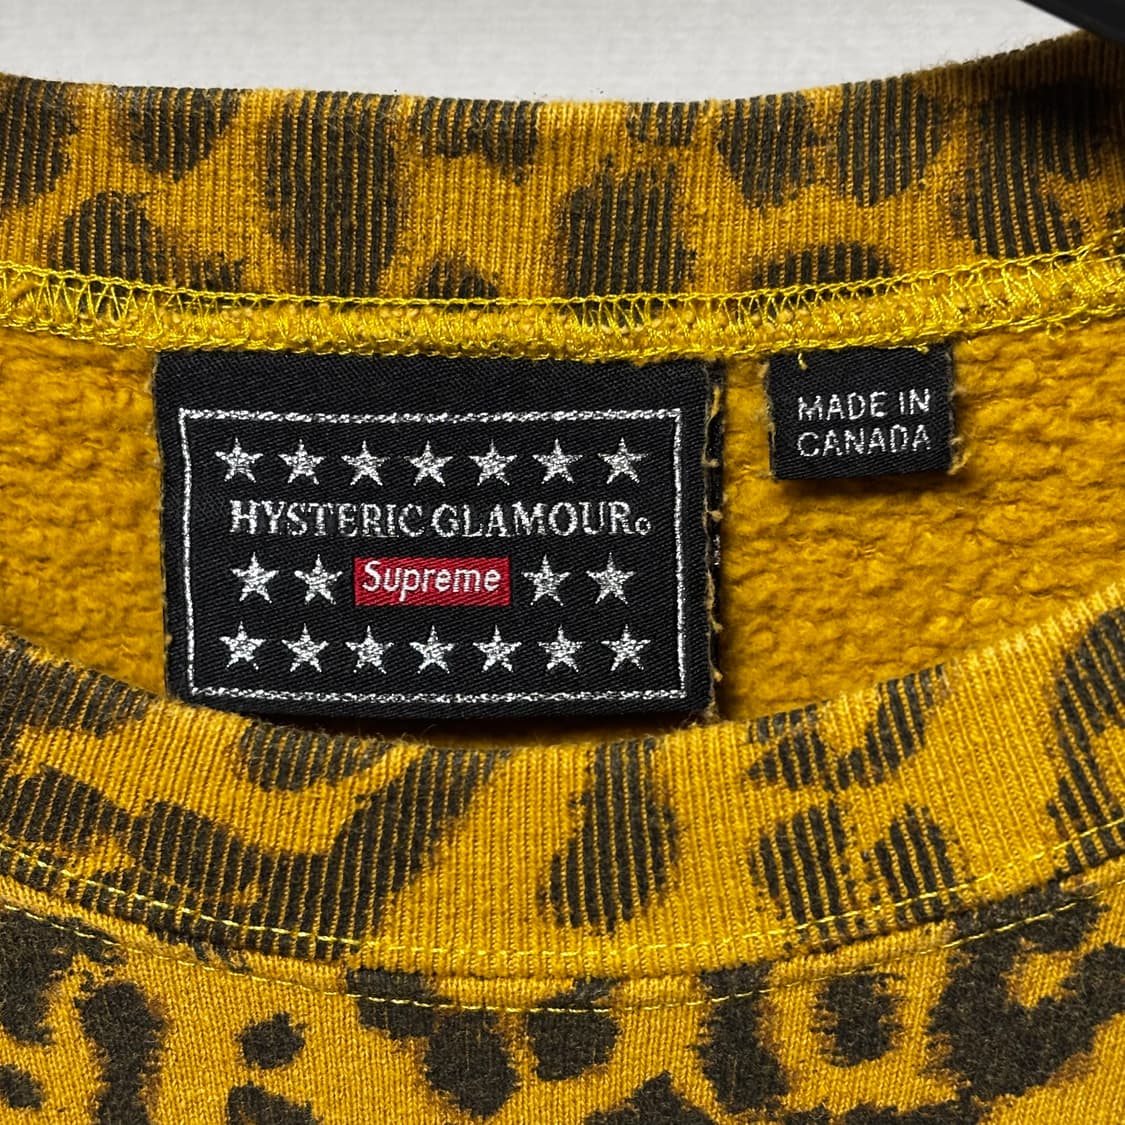 HYSTERIC GLAMOUR.
Supreme
MADE IN
CANADA